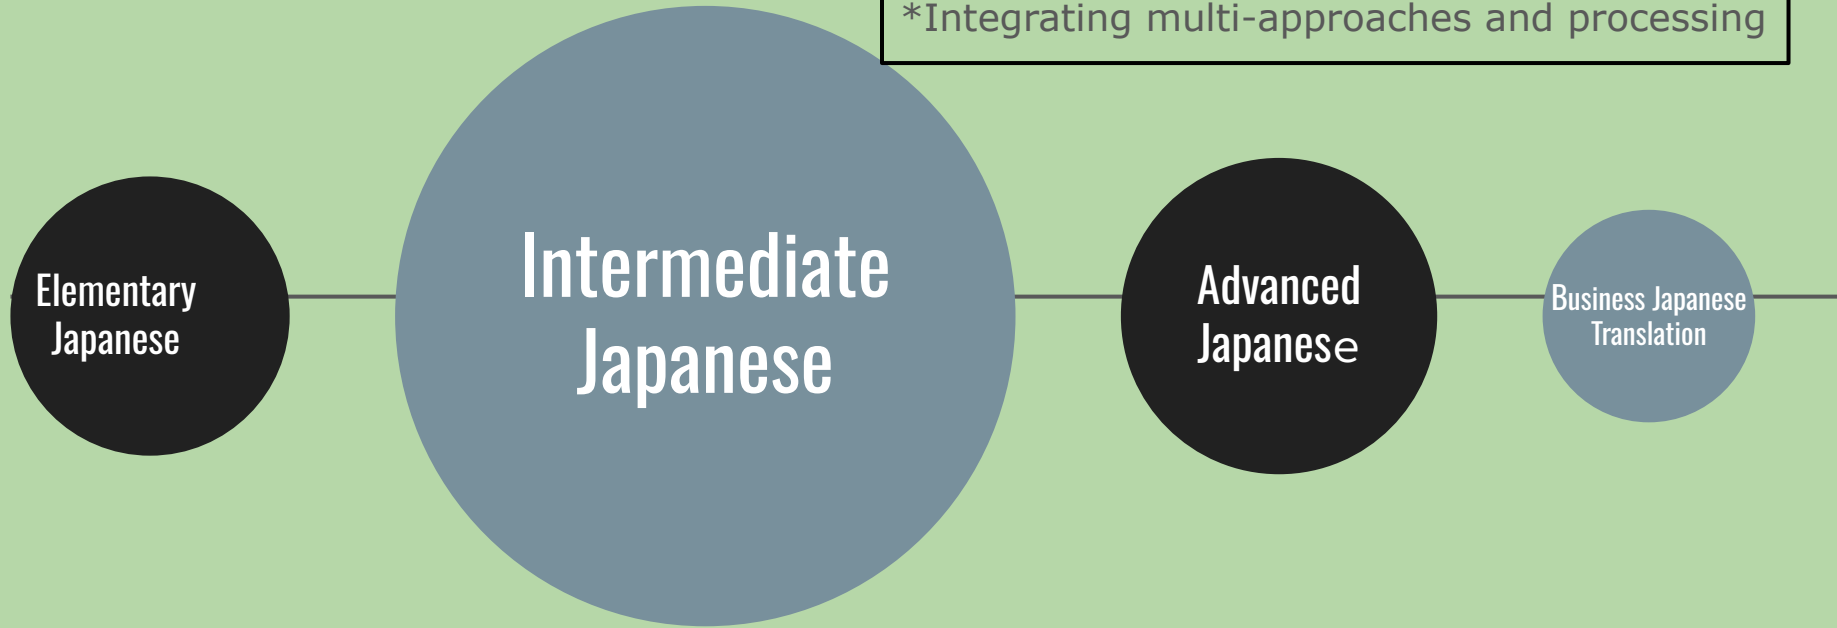 *Integrating multi-approaches and processing
Elementary
Japanese
Intermediate
Japanese
Advanced
Japanese
Business Japanese
Translation